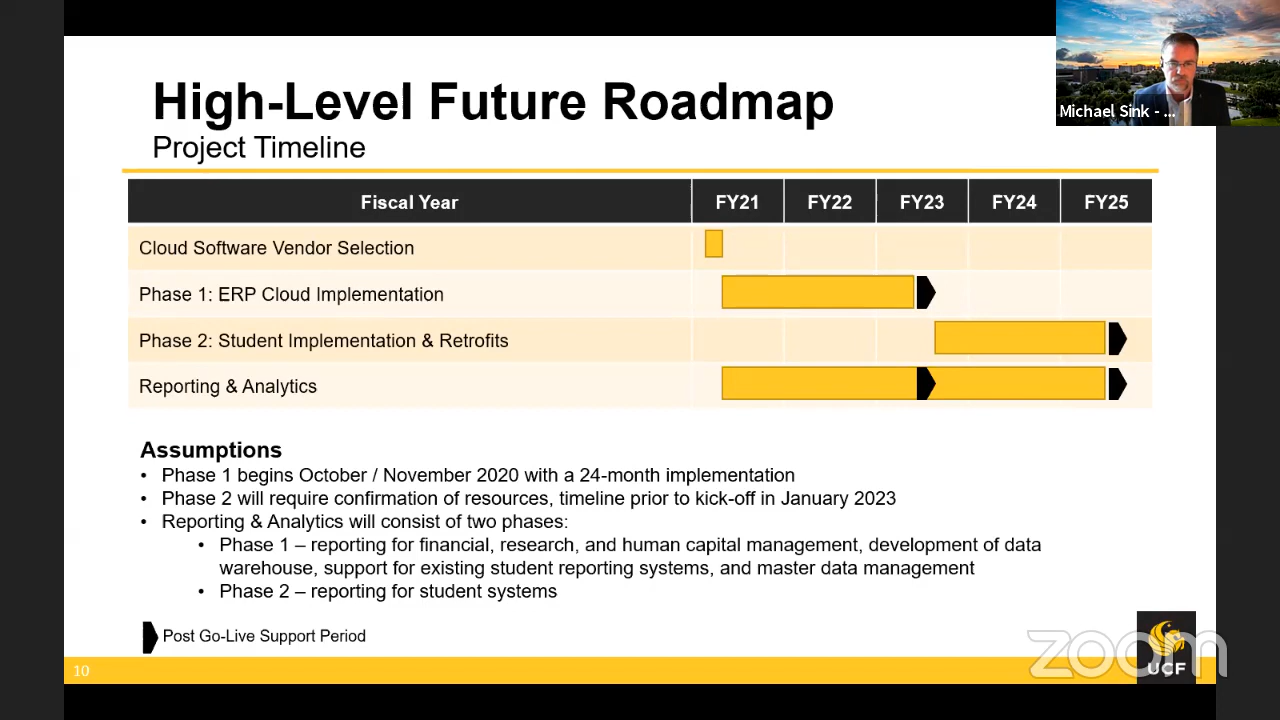 High-Level Future Roadmap
Project Timeline
Michael Sink - ...
Fiscal Year FY21 FY22 FY23 FY24 FY25
Cloud Software Vendor Selection
Phase 1: ERP Cloud Implementation
Phase 2: Student Implementation & Retrofits
Reporting & Analytics
Assumptions
• Phase 1 begins October / November 2020 with a 24-month implementation
• Phase 2 will require confirmation of resources, timeline prior to kick-off in January 2023
• Reporting & Analytics will consist of two phases:
• Phase 1 – reporting for financial, research, and human capital management, development of data
warehouse, support for existing student reporting systems, and master data management
• Phase 2 – reporting for student systems
Post Go-Live Support Period
zoom
UCF
10